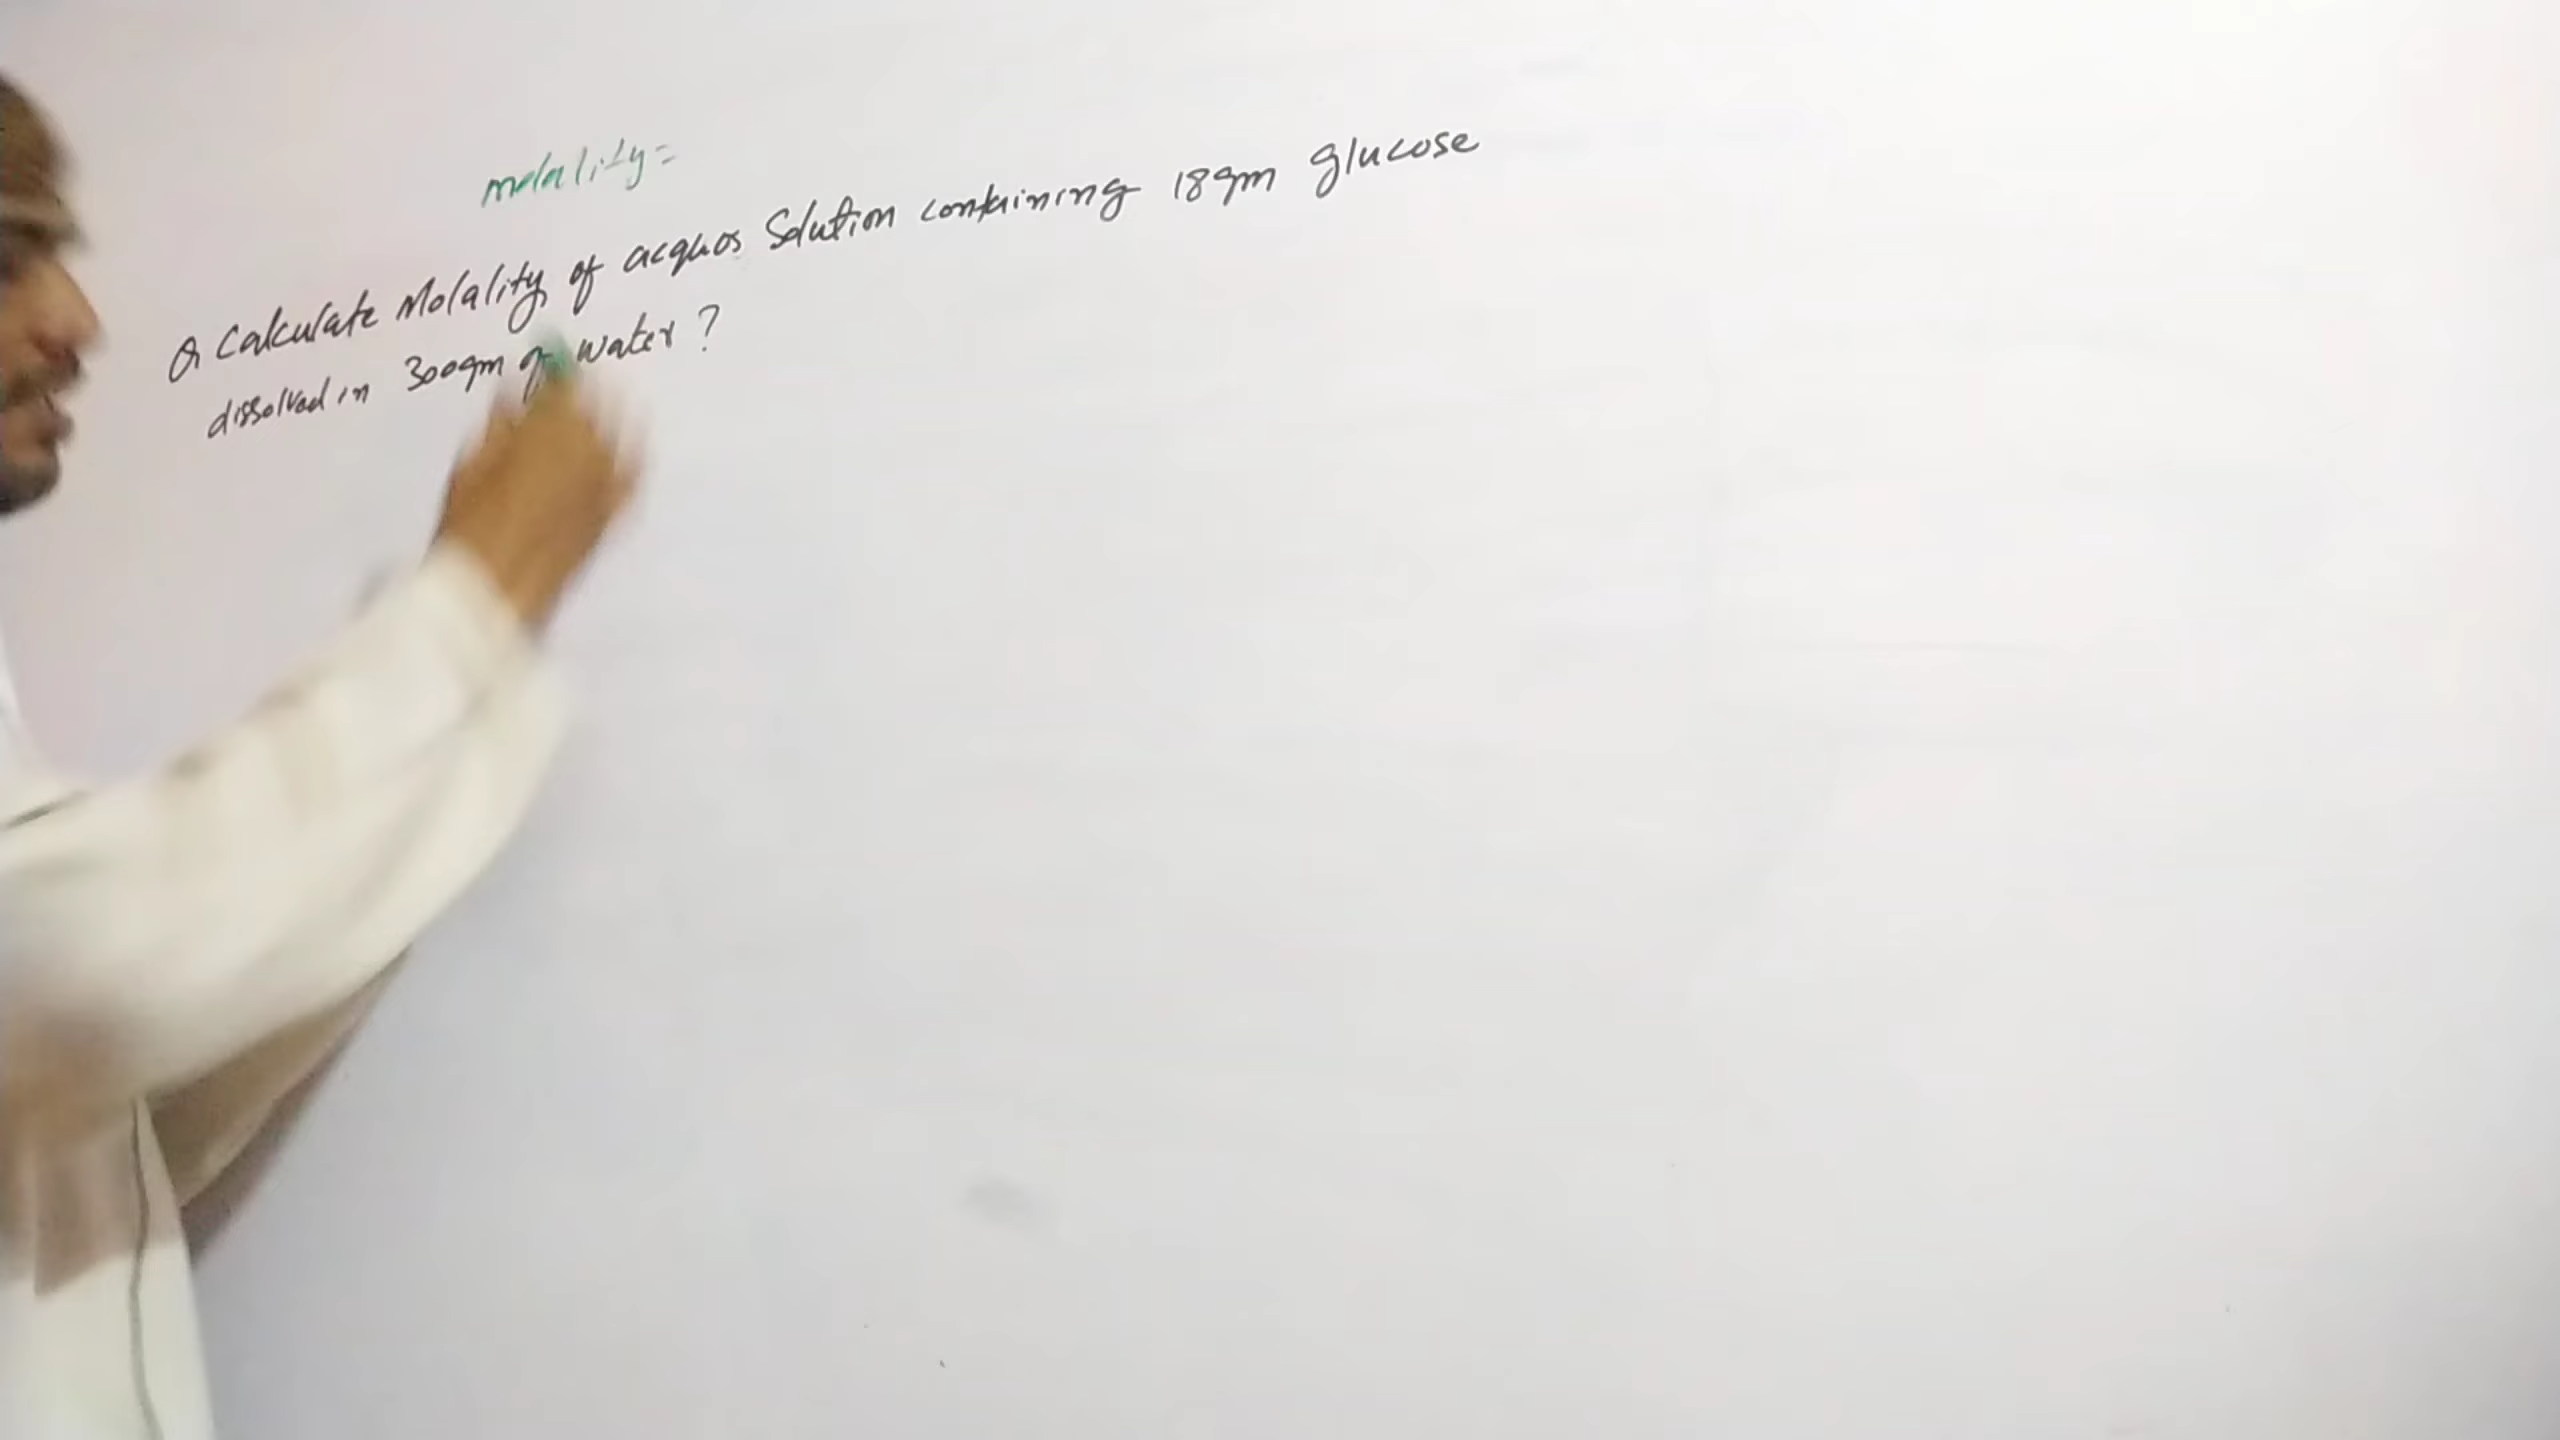 molality=
Q Calculate Molality of acquos Solution containing 18gm glucose
dissolved in 300gm of water?